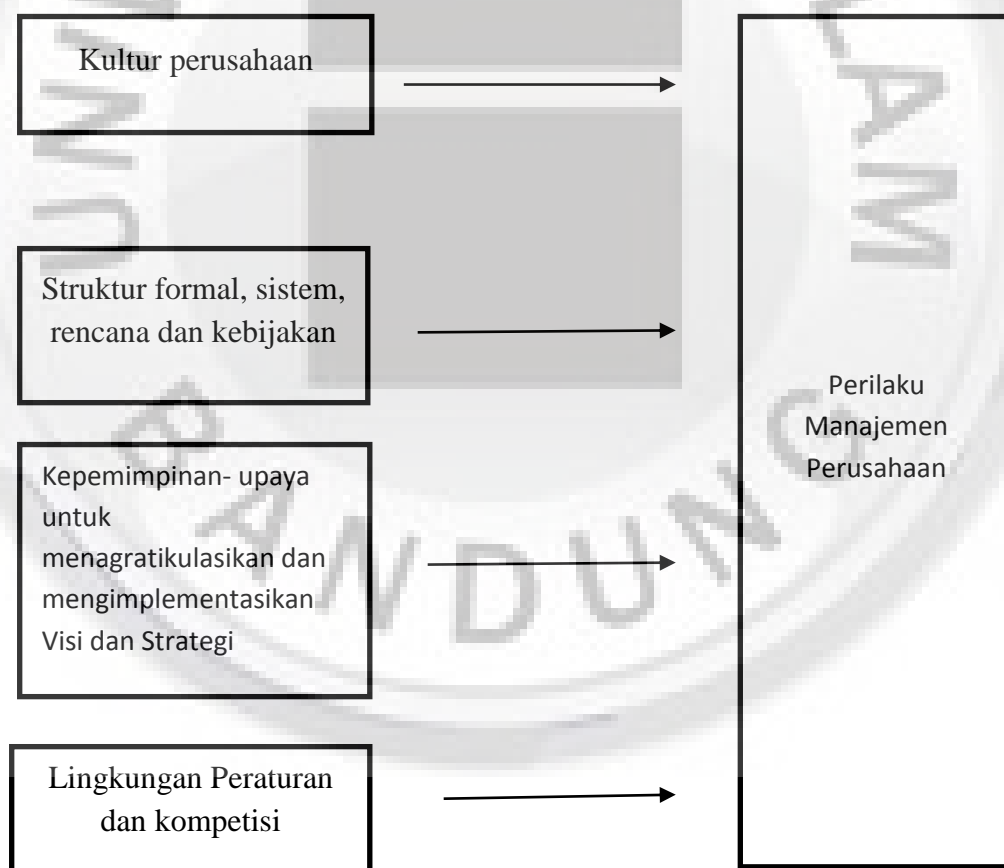 Kultur perusahaan
Struktur formal, sistem,
rencana dan kebijakan
Kepemimpinan- upaya
untuk
menagratikulasikan dan
mengimplementasikan
Visi dan Strategi
Lingkungan Peraturan
dan kompetisi
Perilaku
Manajemen
Perusahaan
BANDUNG